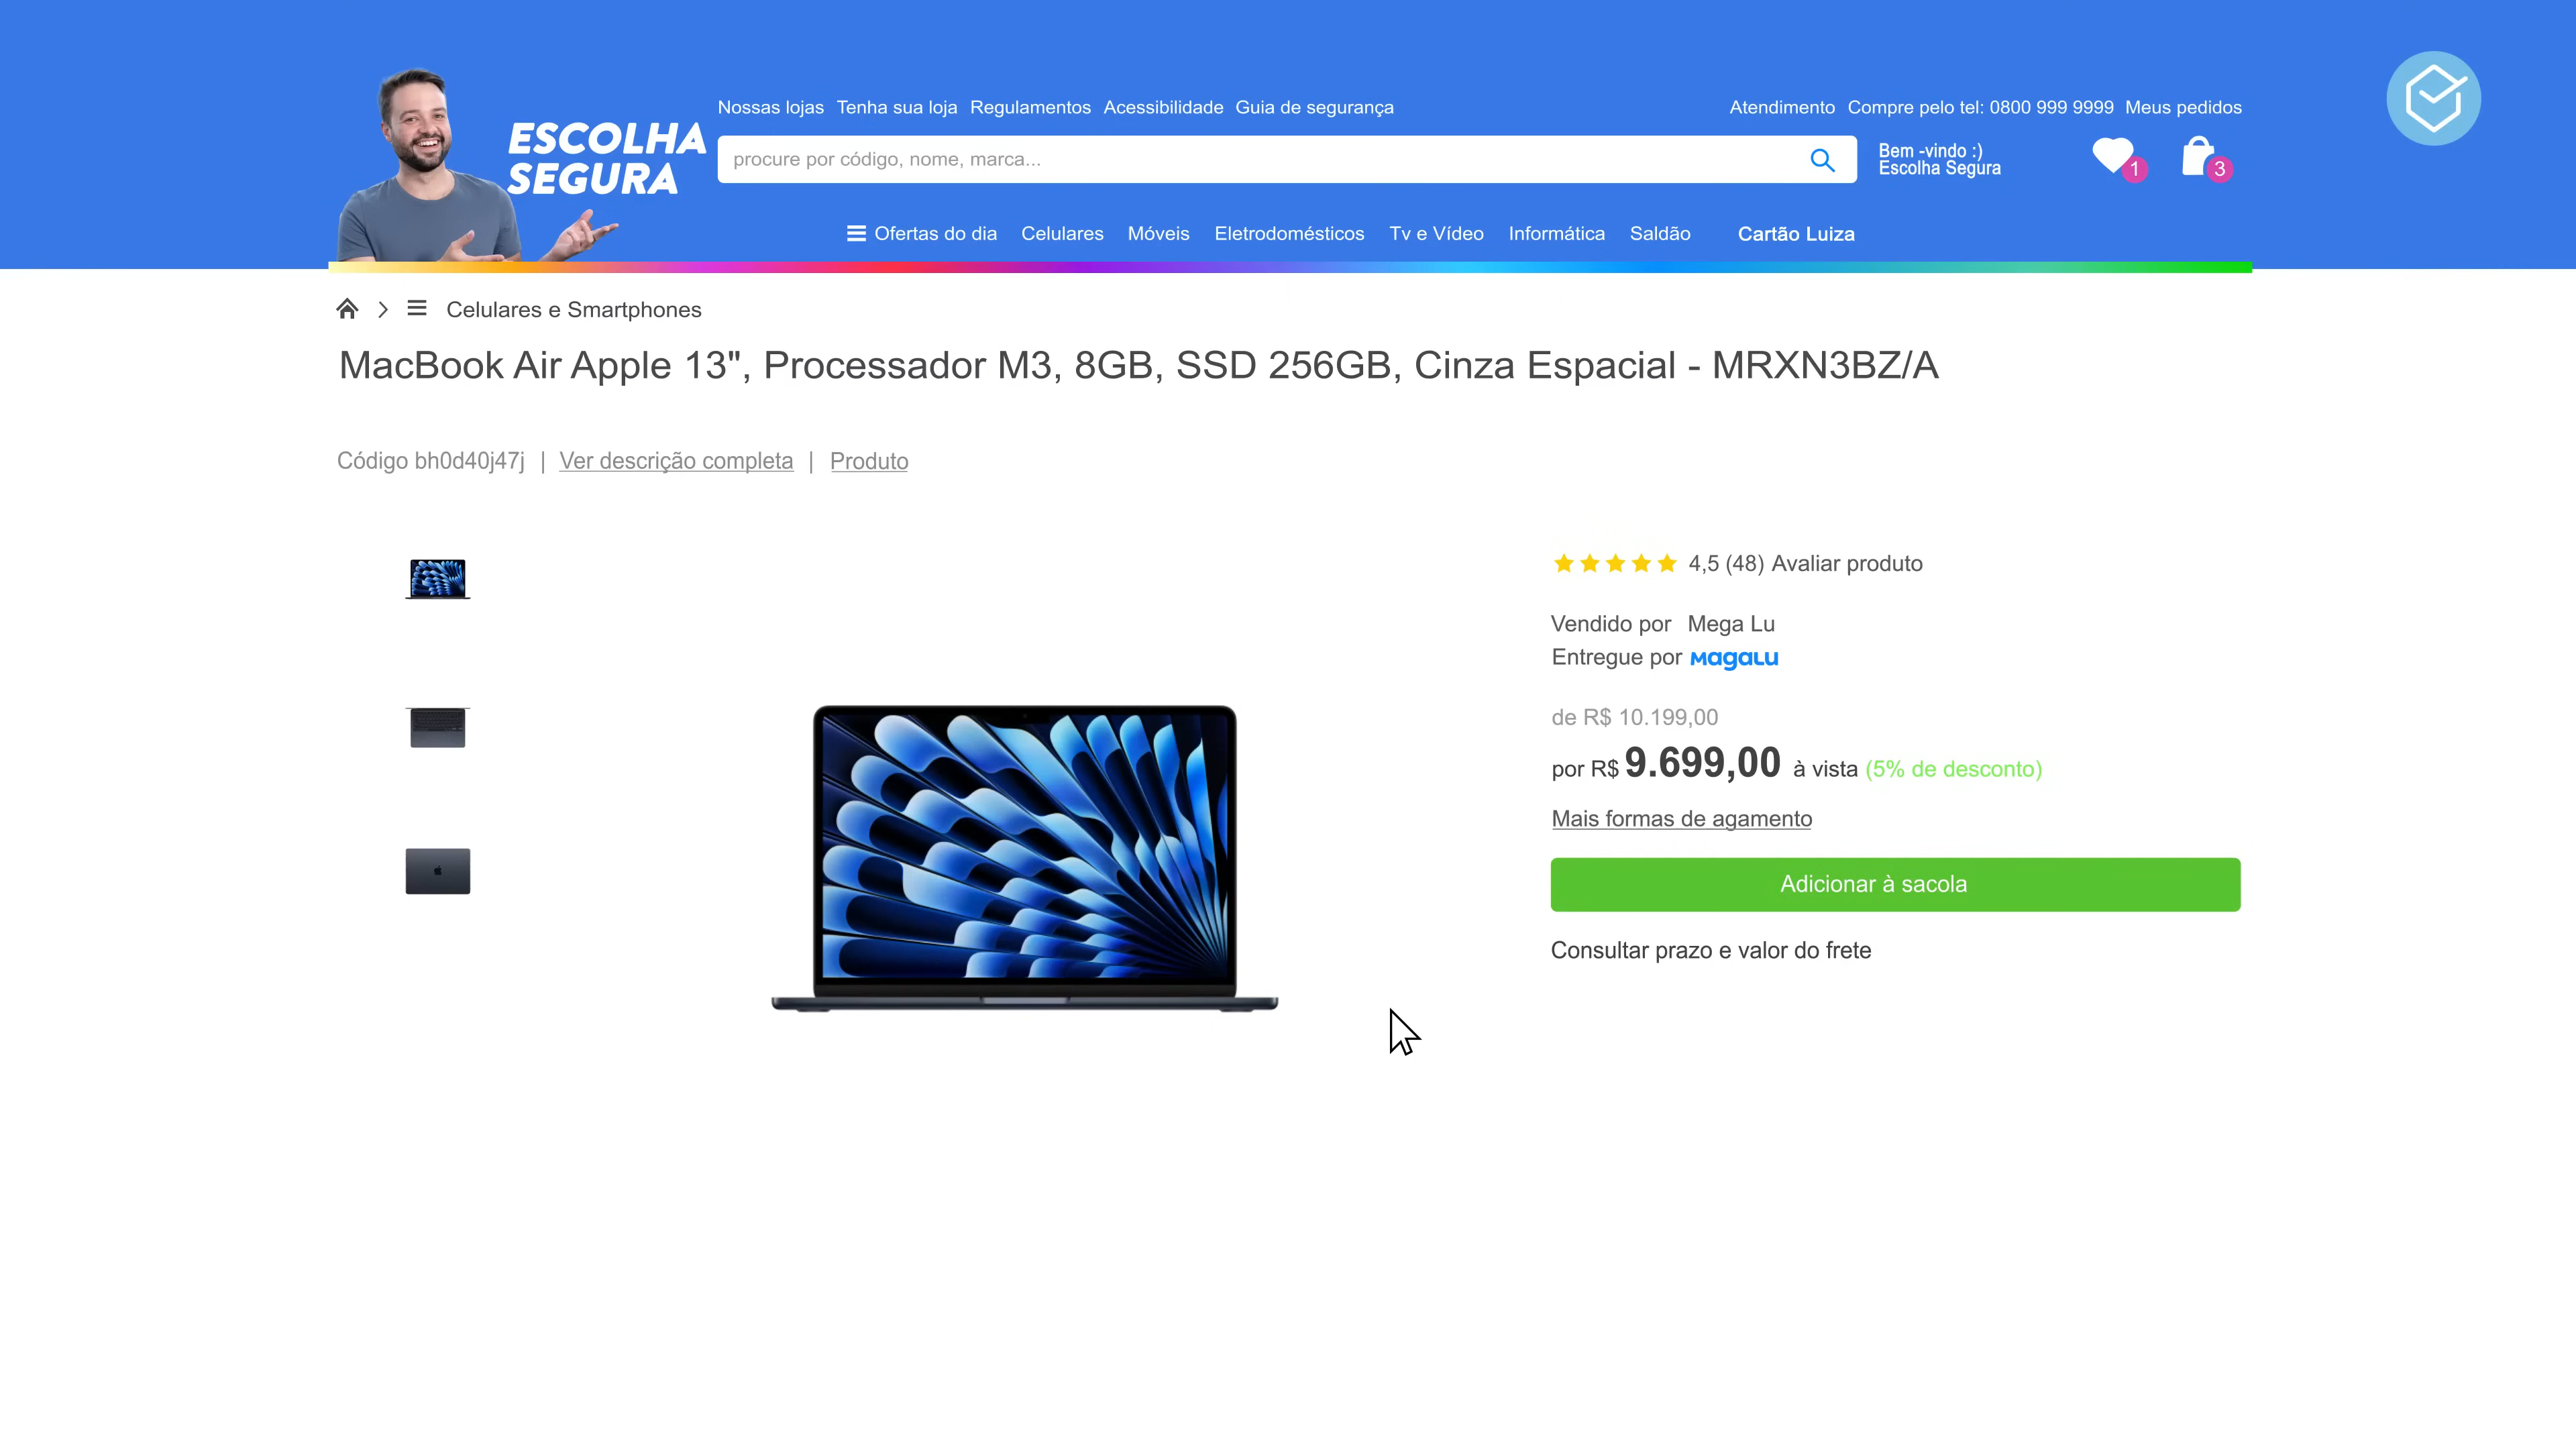 ESCOLHA
SEGURA
Nossas lojas Tenha sua loja Regulamentos Acessibilidade Guia de segurança
Atendimento Compre pelo tel: 0800 999 9999 Meus pedidos
procure por código, nome, marca...
Bem -vindo :)
Escolha Segura
1
3
Ofertas do dia Celulares Móveis Eletrodomésticos Tv e Vídeo Informática Saldão Cartão Luiza
Celulares e Smartphones
MacBook Air Apple 13", Processador M3, 8GB, SSD 256GB, Cinza Espacial - MRXN3BZ/A
Código bh0d40j47j | Ver descrição completa | Produto
4,5 (48) Avaliar produto
Vendido por Mega Lu
Entregue por Magalu
de R$ 10.199,00
por R$ 9.699,00 à vista (5% de desconto)
Mais formas de agamento
Adicionar à sacola
Consultar prazo e valor do frete